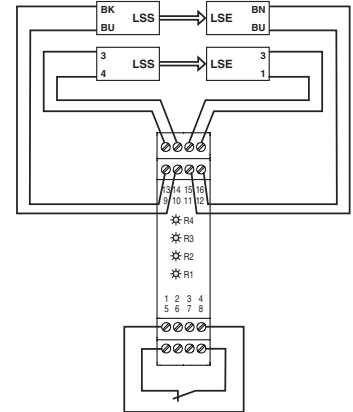 BK LSS LSE BN
BU BU
3 LSS LSE 3
4 1
13 14 15 16
9 10 11 12
R4
R3
R2
R1
1 2 3 4
5 6 7 8